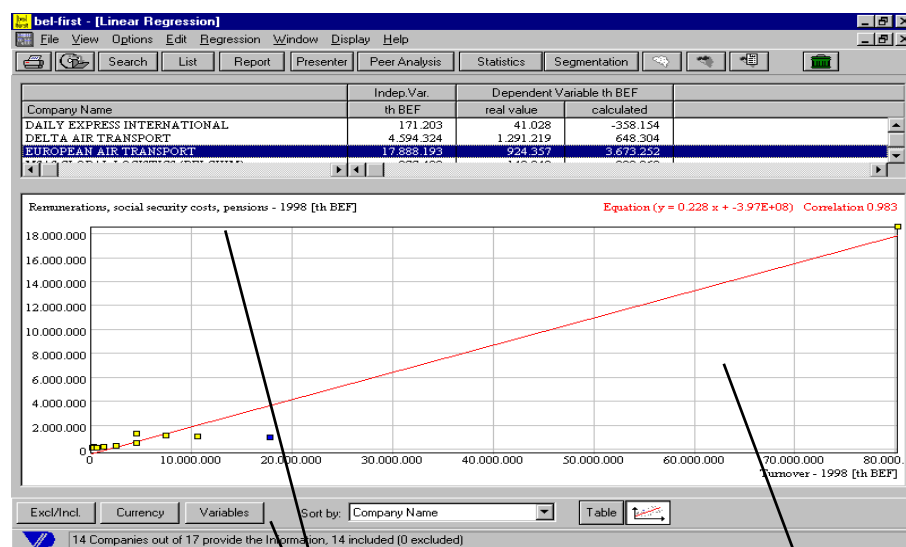 bel-first - [Linear Regression]
File View Options Edit Regression Window Display Help
Search List Report Presenter Peer Analysis Statistics Segmentation
Indep.Var. Dependent Variable th BEF
Company Name th BEF real value calculated
DAILY EXPRESS INTERNATIONAL 171.203 41.028 -358.154
DELTA AIR TRANSPORT 4.594.324 1.291.219 648.304
EUROPEAN AIR TRANSPORT 17.888.193 924.357 3.673.252
Remunerations, social security costs, pensions - 1998 [th BEF] Equation (y = 0.228 x + -3.97E+08) Correlation 0.983
18.000.000
16.000.000
14.000.000
12.000.000
10.000.000
8.000.000
6.000.000
4.000.000
2.000.000
0
0 10.000.000 20.000.000 30.000.000 40.000.000 50.000.000 60.000.000 70.000.000 80.000.
Turnover - 1998 [th BEF]
Excl/Incl. Currency Variables Sort by: Company Name Table
14 Companies out of 17 provide the Information, 14 included (0 excluded)